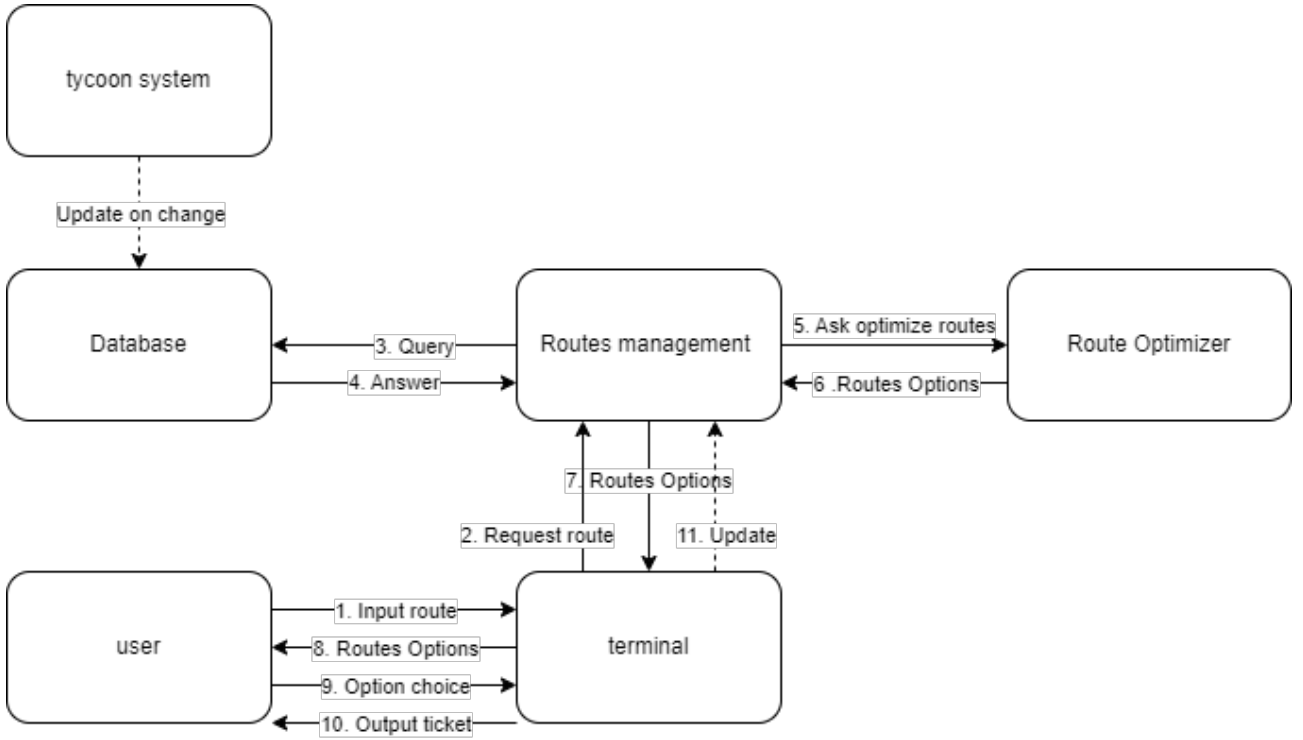 tycoon system
Update on change
Database
3. Query
4. Answer
Routes management
5. Ask optimize routes
6 .Routes Options
Route Optimizer
7. Routes Options
2. Request route
11. Update
user
1. Input route
8. Routes Options
9. Option choice
10. Output ticket
terminal